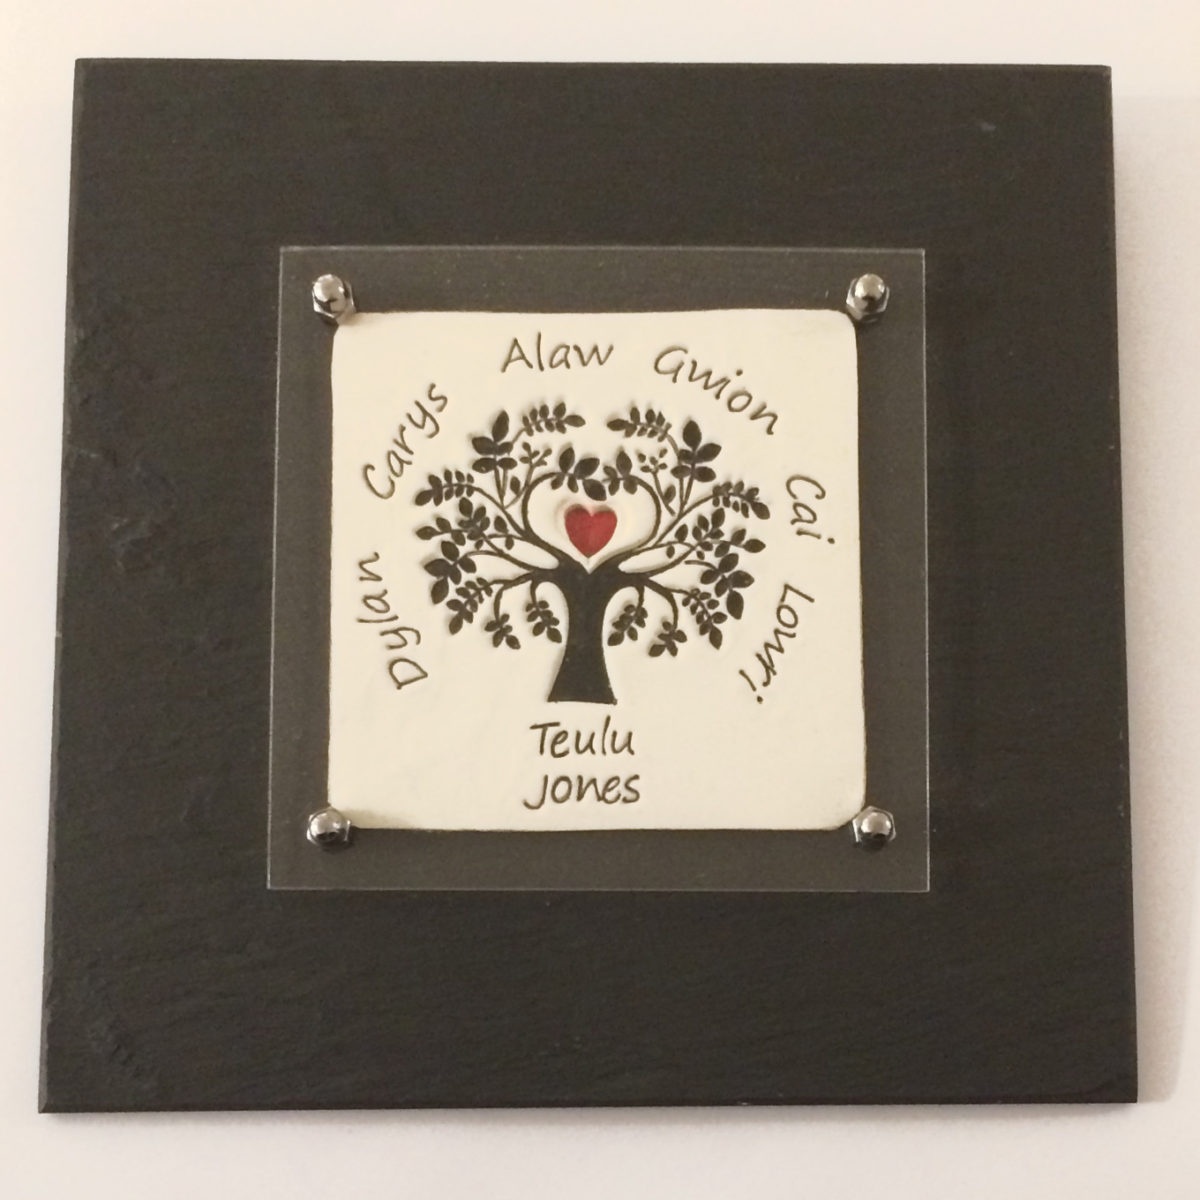 Dylan
Carys
Alaw
Gwion
Cai
Lowri
Teulu
Jones